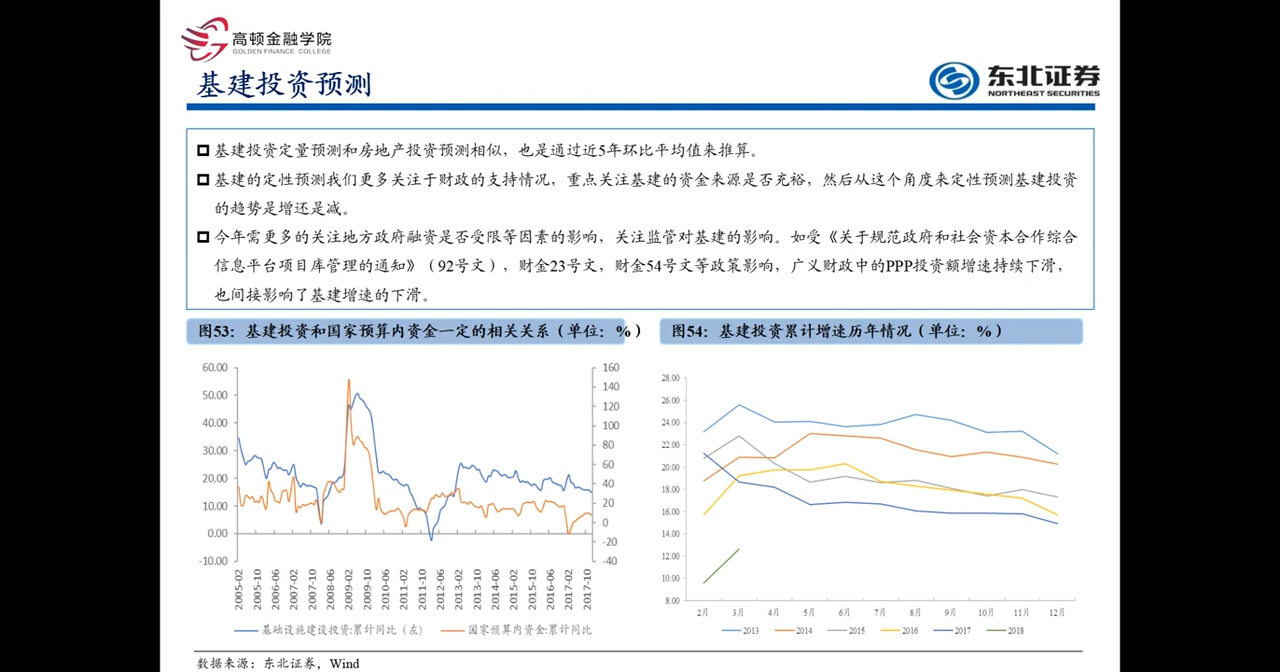 高顿金融学院
GOLDEN FINANCE COLLEGE
基建投资预测
东北证券
NORTHEAST SECURITIES
基建投资定量预测和房地产投资预测相似，也是通过近5年环比平均值来推算。
基建的定性预测我们更多关注于财政的支持情况，重点关注基建的资金来源是否充裕，然后从这个角度来定性预测基建投资
的趋势是增还是减。
今年需更多的关注地方政府融资是否受限等因素的影响，关注监管对基建的影响。如受《关于规范政府和社会资本合作综合
信息平台项目库管理的通知》（92号文），财金23号文，财金54号文等政策影响，广义财政中的PPP投资额增速持续下滑，
也间接影响了基建增速的下滑。
图53：基建投资和国家预算内资金一定的相关关系（单位：%）
60.00
50.00
40.00
30.00
20.00
10.00
0.00
-10.00
160
140
120
100
80
60
40
20
0
-20
-40
2005-02
2005-10
2006-06
2007-02
2007-10
2008-06
2009-02
2009-10
2010-06
2011-02
2011-10
2012-06
2013-02
2013-10
2014-06
2015-02
2015-10
2016-06
2017-02
2017-10
基础设施建设投资:累计同比（左） 国家预算内资金:累计同比
图54：基建投资累计增速历年情况（单位：%）
28.00
26.00
24.00
22.00
20.00
18.00
16.00
14.00
12.00
10.00
8.00
2月 3月 4月 5月 6月 7月 8月 9月 10月 11月 12月
2013 2014 2015 2016 2017 2018
数据来源：东北证券，Wind